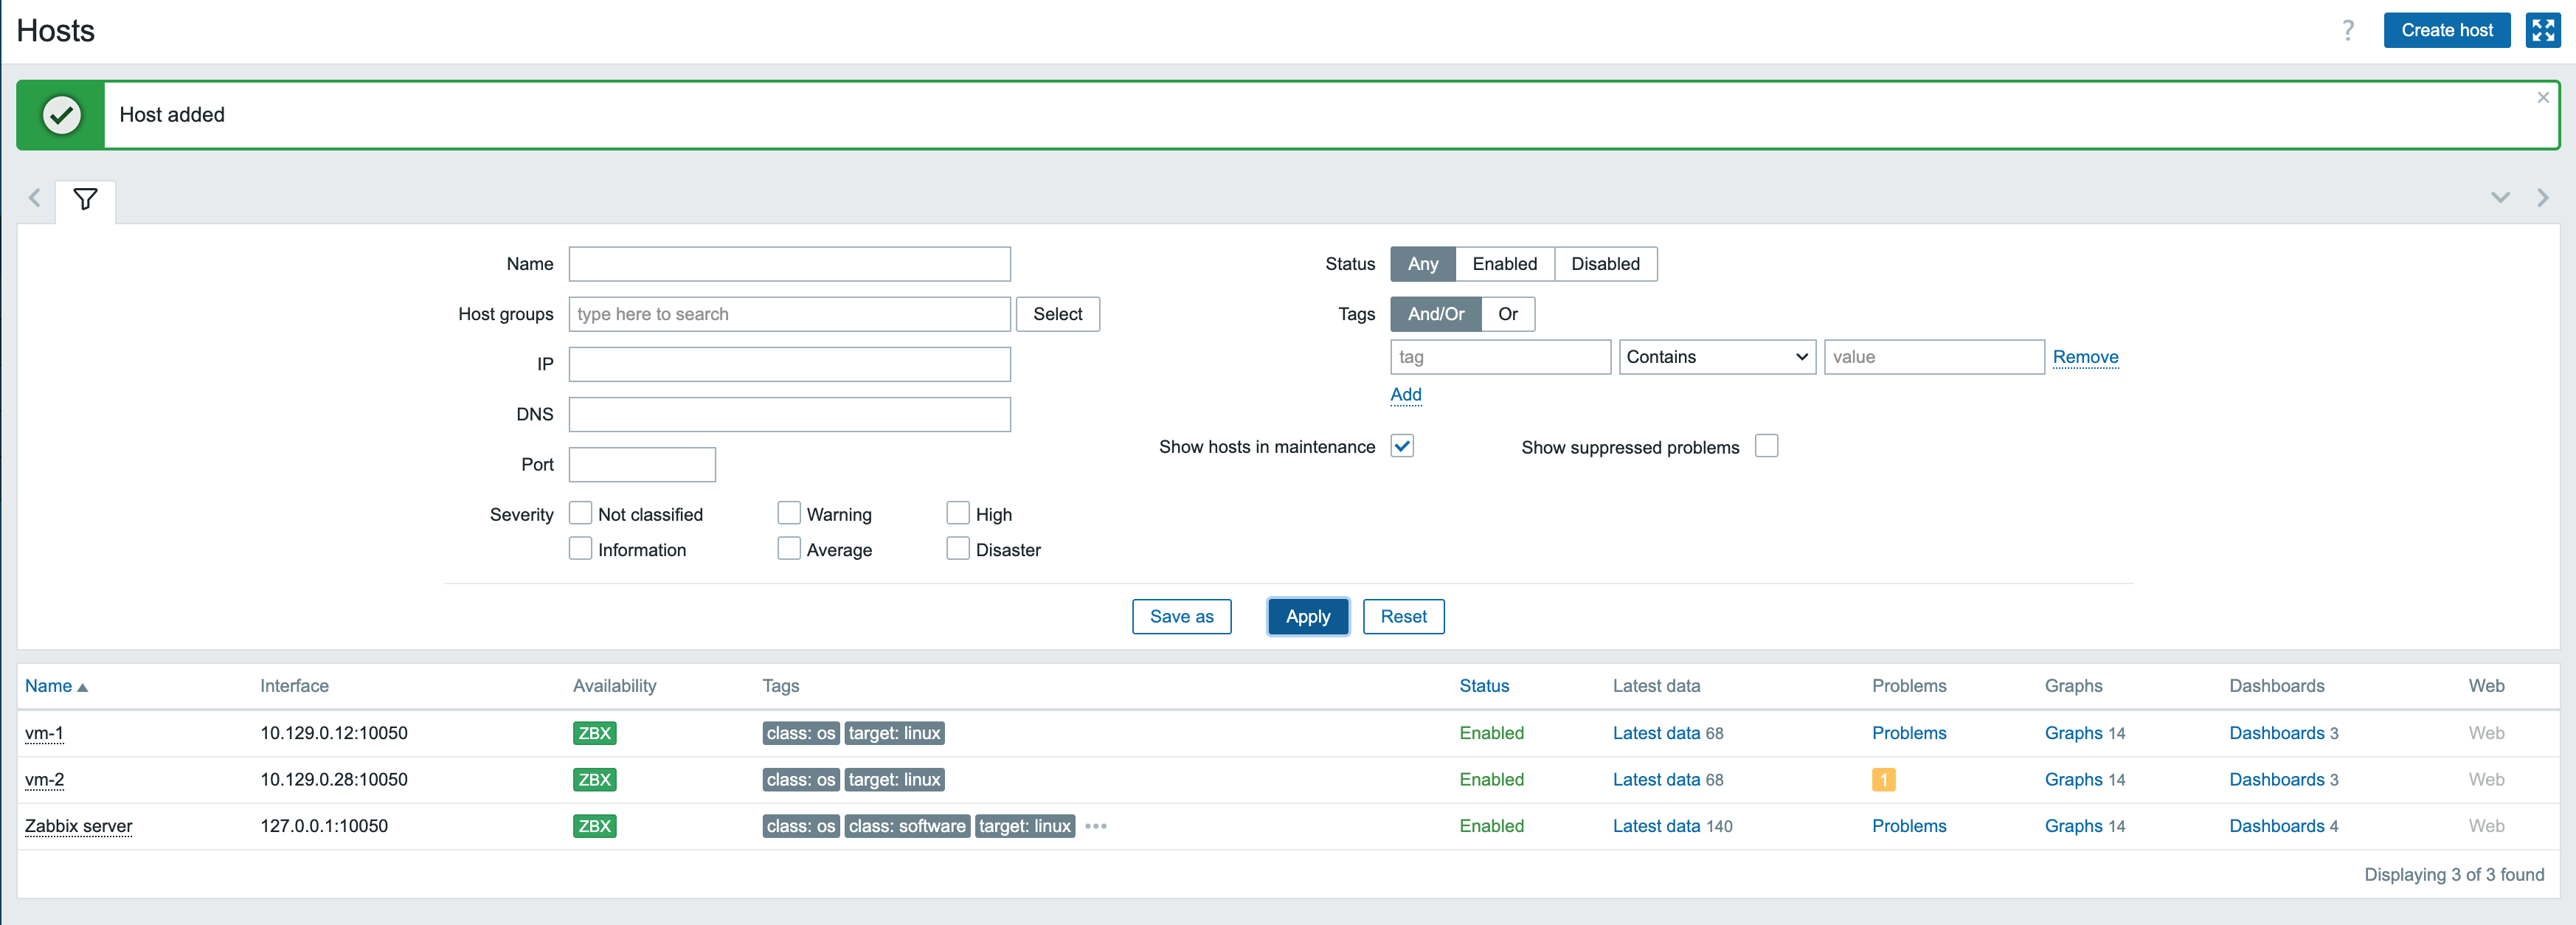 Hosts ? Create host
Host added ×
Name Status Any Enabled Disabled
Host groups type here to search Select Tags And/Or Or
IP tag Contains value Remove
Add
DNS
Show hosts in maintenance Show suppressed problems
Port
Severity Not classified Warning High
Information Average Disaster
Save as Apply Reset
Name Interface Availability Tags Status Latest data Problems Graphs Dashboards Web
vm-1 10.129.0.12:10050 ZBX class: os target: linux Enabled Latest data 68 Problems Graphs 14 Dashboards 3 Web
vm-2 10.129.0.28:10050 ZBX class: os target: linux Enabled Latest data 68 1 Graphs 14 Dashboards 3 Web
Zabbix server 127.0.0.1:10050 ZBX class: os class: software target: linux ••• Enabled Latest data 140 Problems Graphs 14 Dashboards 4 Web
Displaying 3 of 3 found